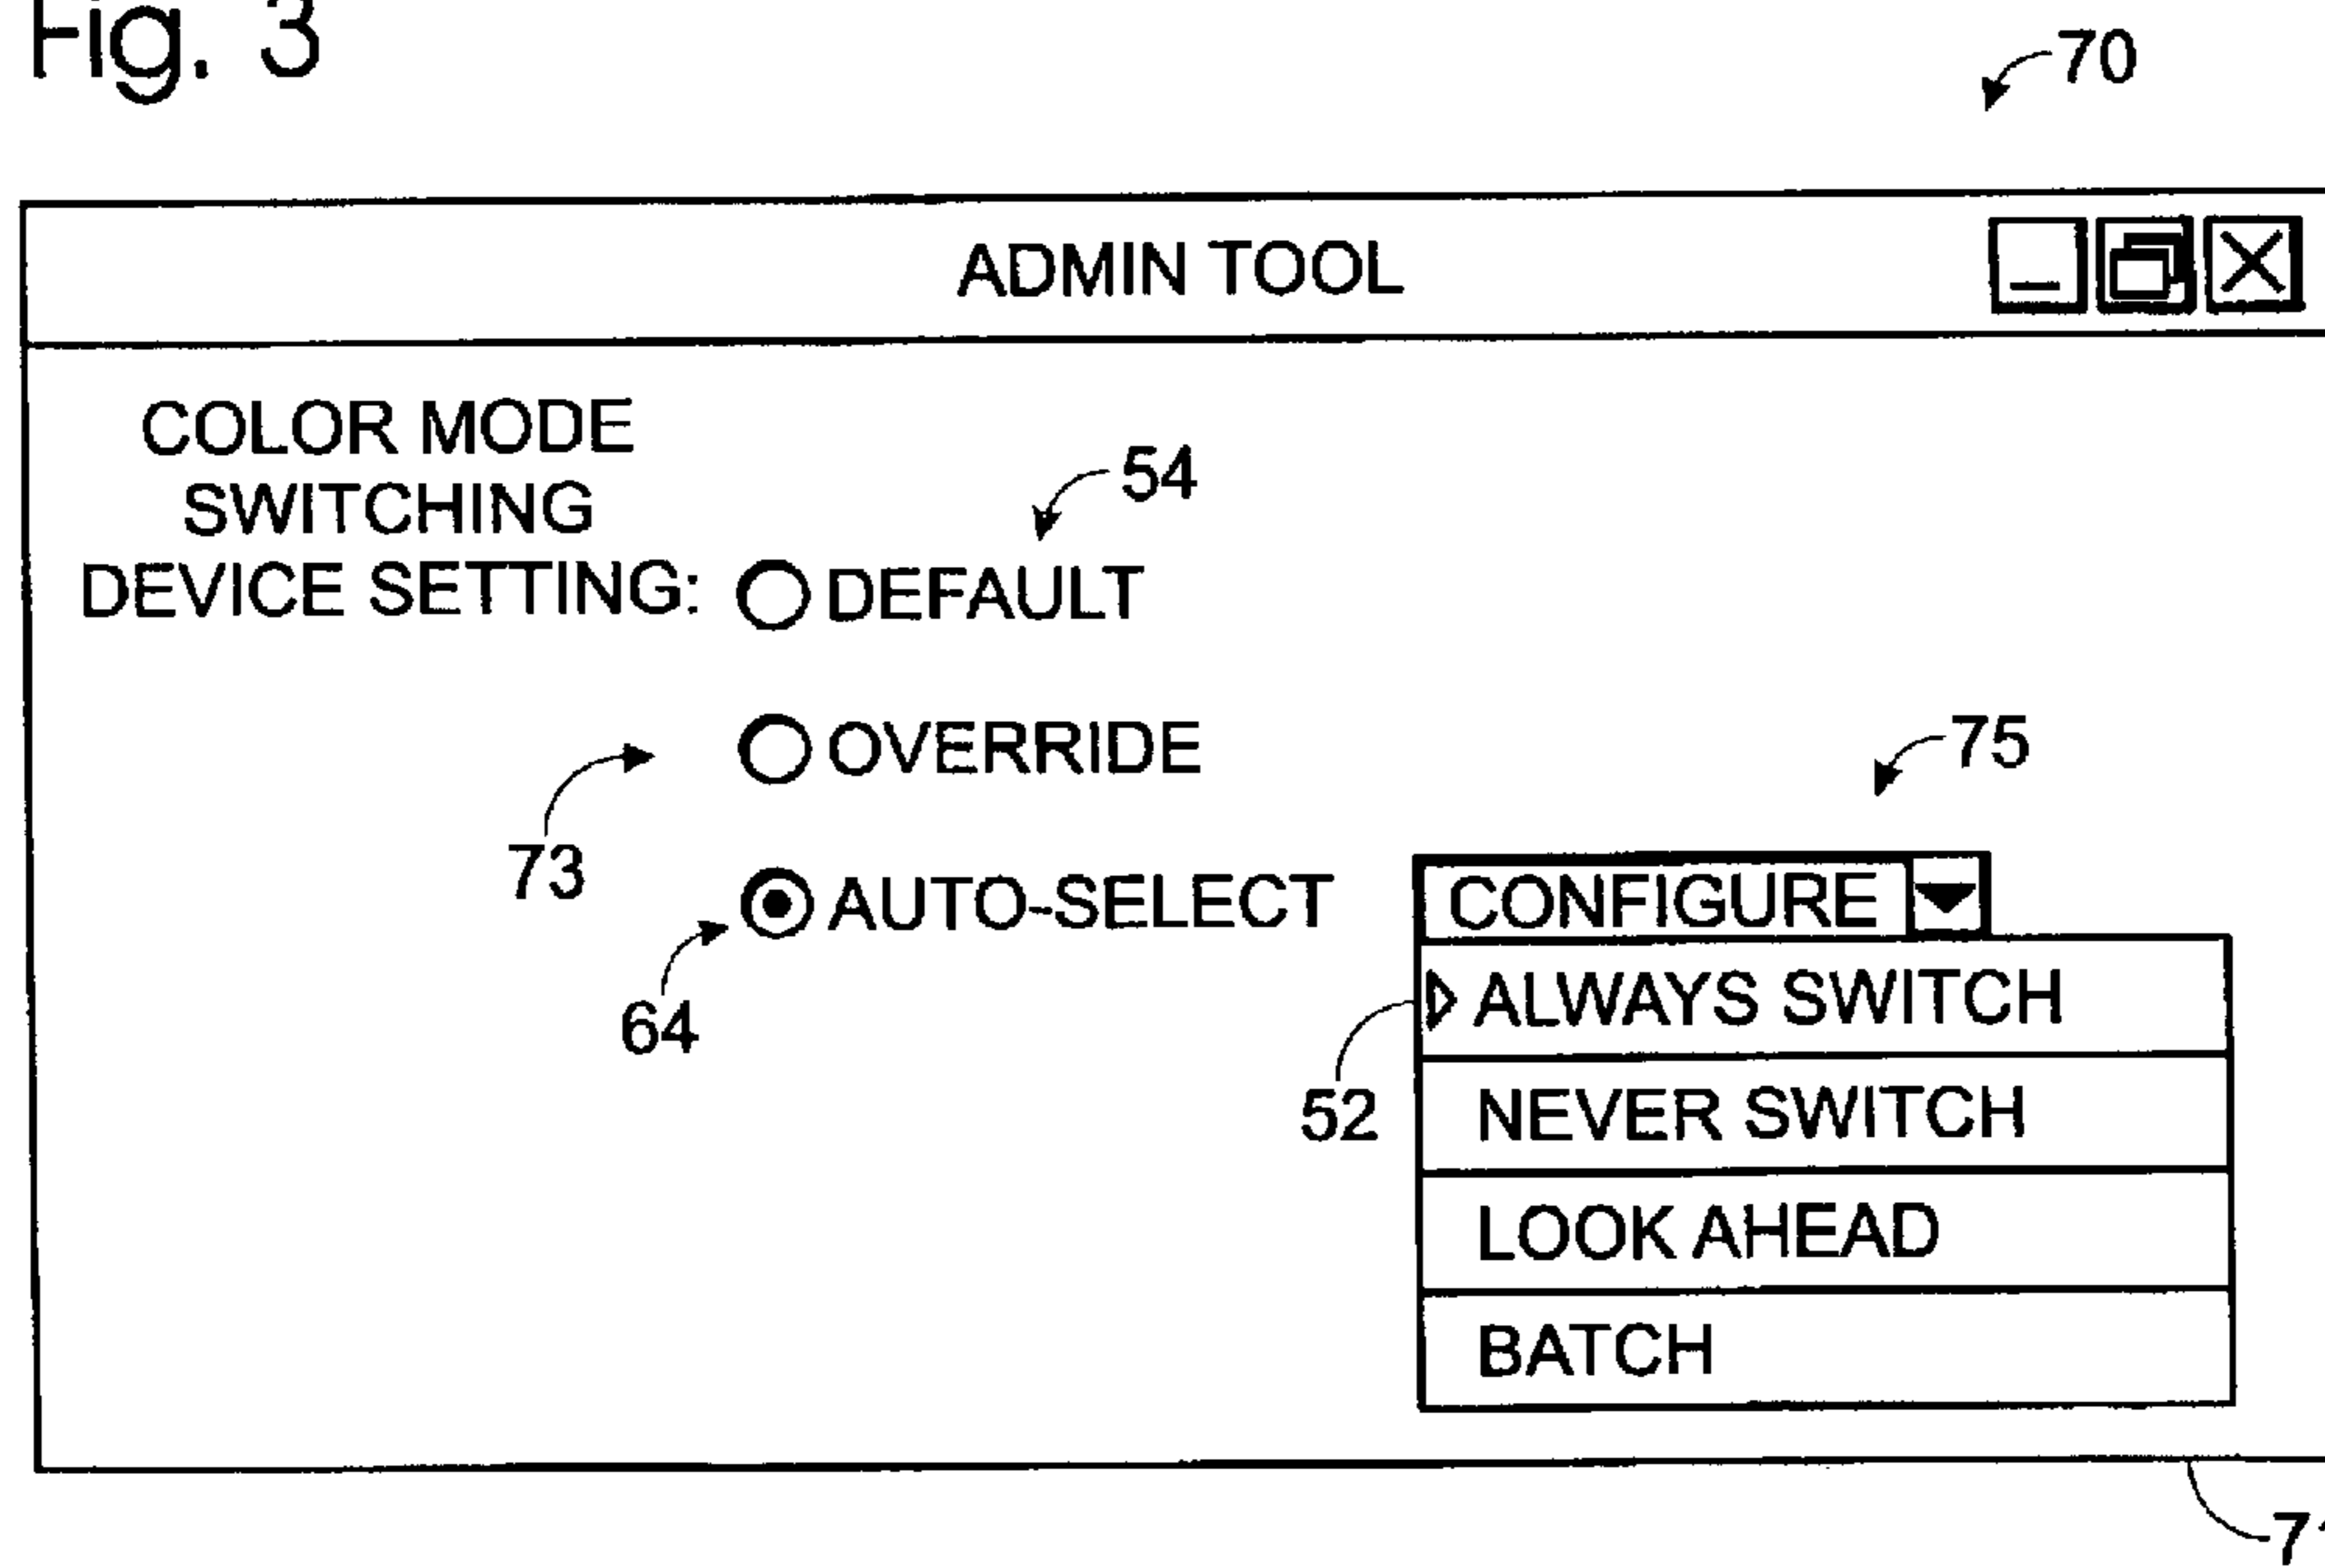 Fig. 3
70
ADMIN TOOL
COLOR MODE
SWITCHING
DEVICE SETTING:
54
DEFAULT
OVERRIDE
73
75
AUTO-SELECT
64
CONFIGURE
ALWAYS SWITCH
52
NEVER SWITCH
LOOK AHEAD
BATCH